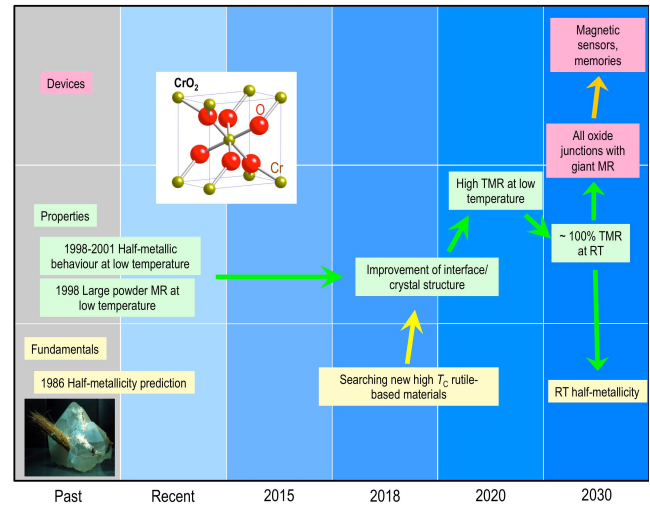 Magnetic
sensors,
memories
Devices
CrO2
O
Cr
All oxide
junctions with
giant MR
High TMR at low
temperature
Properties
~ 100% TMR
at RT
1998-2001 Half-metallic
behaviour at low temperature
Improvement of interface/
crystal structure
1998 Large powder MR at
low temperature
Fundamentals
1986 Half-metallicity prediction
Searching new high TC rutile-
based materials
RT half-metallicity
Past
Recent
2015
2018
2020
2030